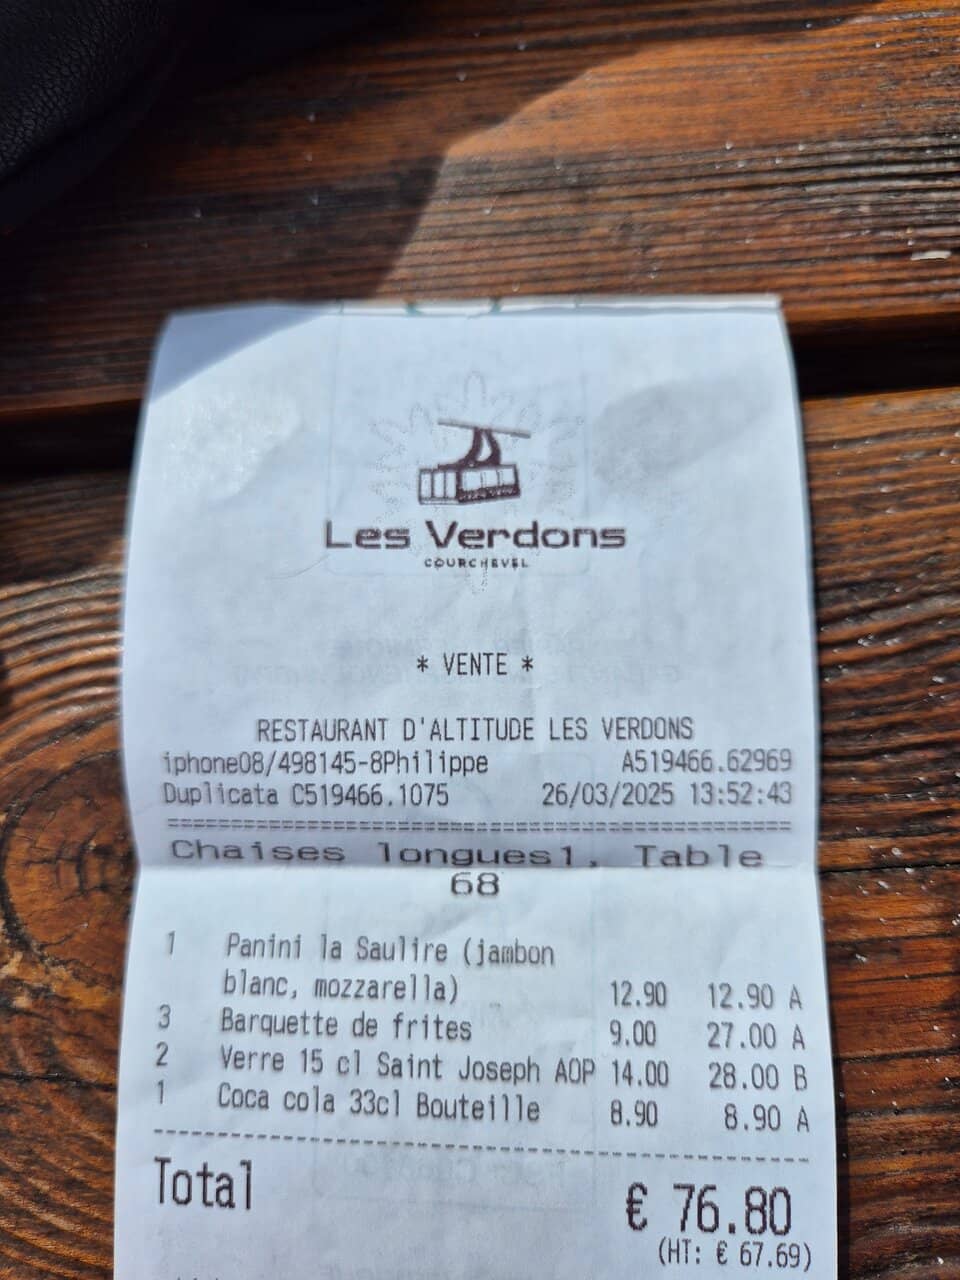 Les Verdons
COURCHEVEL
* VENTE *
RESTAURANT D'ALTITUDE LES VERDONS
iphone08/498145-8Philippe A519466.62969
Duplicata C519466.1075 26/03/2025 13:52:43
Chaises longues1, Table
68
1 Panini la Saulire (jambon
blanc, mozzarella) 12.90 12.90 A
3 Barquette de frites 9.00 27.00 A
2 Verre 15 cl Saint Joseph AOP 14.00 28.00 B
1 Coca cola 33cl Bouteille 8.90 8.90 A
Total € 76.80
(HT: € 67.69)